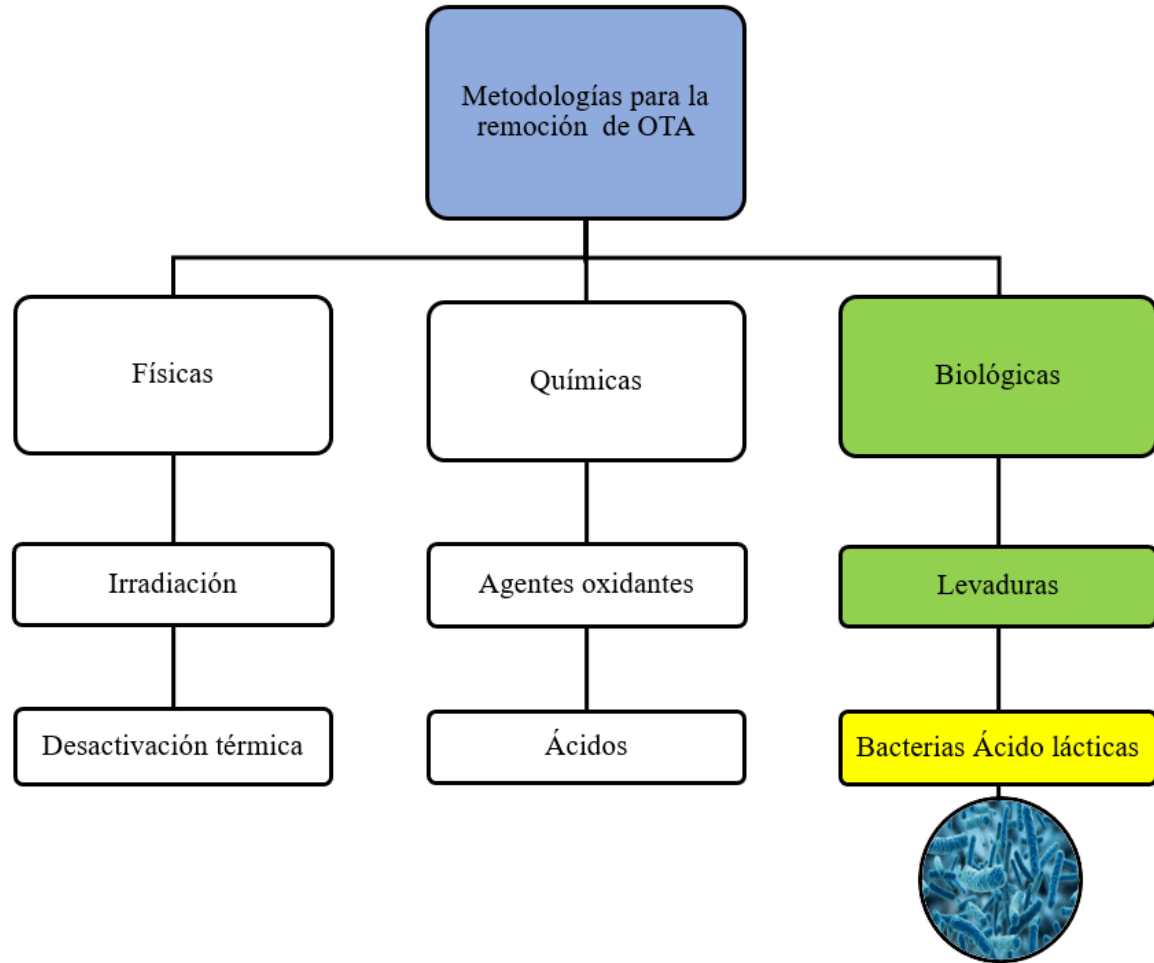 Metodologías para la
remoción de OTA
Físicas
Químicas
Biológicas
Irradiación
Agentes oxidantes
Levaduras
Desactivación térmica
Ácidos
Bacterias Ácido lácticas